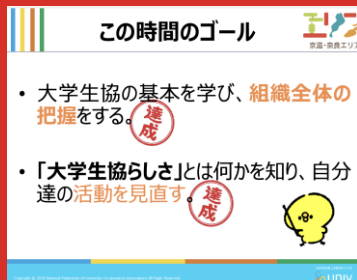 この時間のゴール
京滋・奈良エリア
• 大学生協の基本を学び、組織全体の
把握をする。
達成
• 「大学生協らしさ」とは何かを知り、自分
達の活動を見直す。
達成